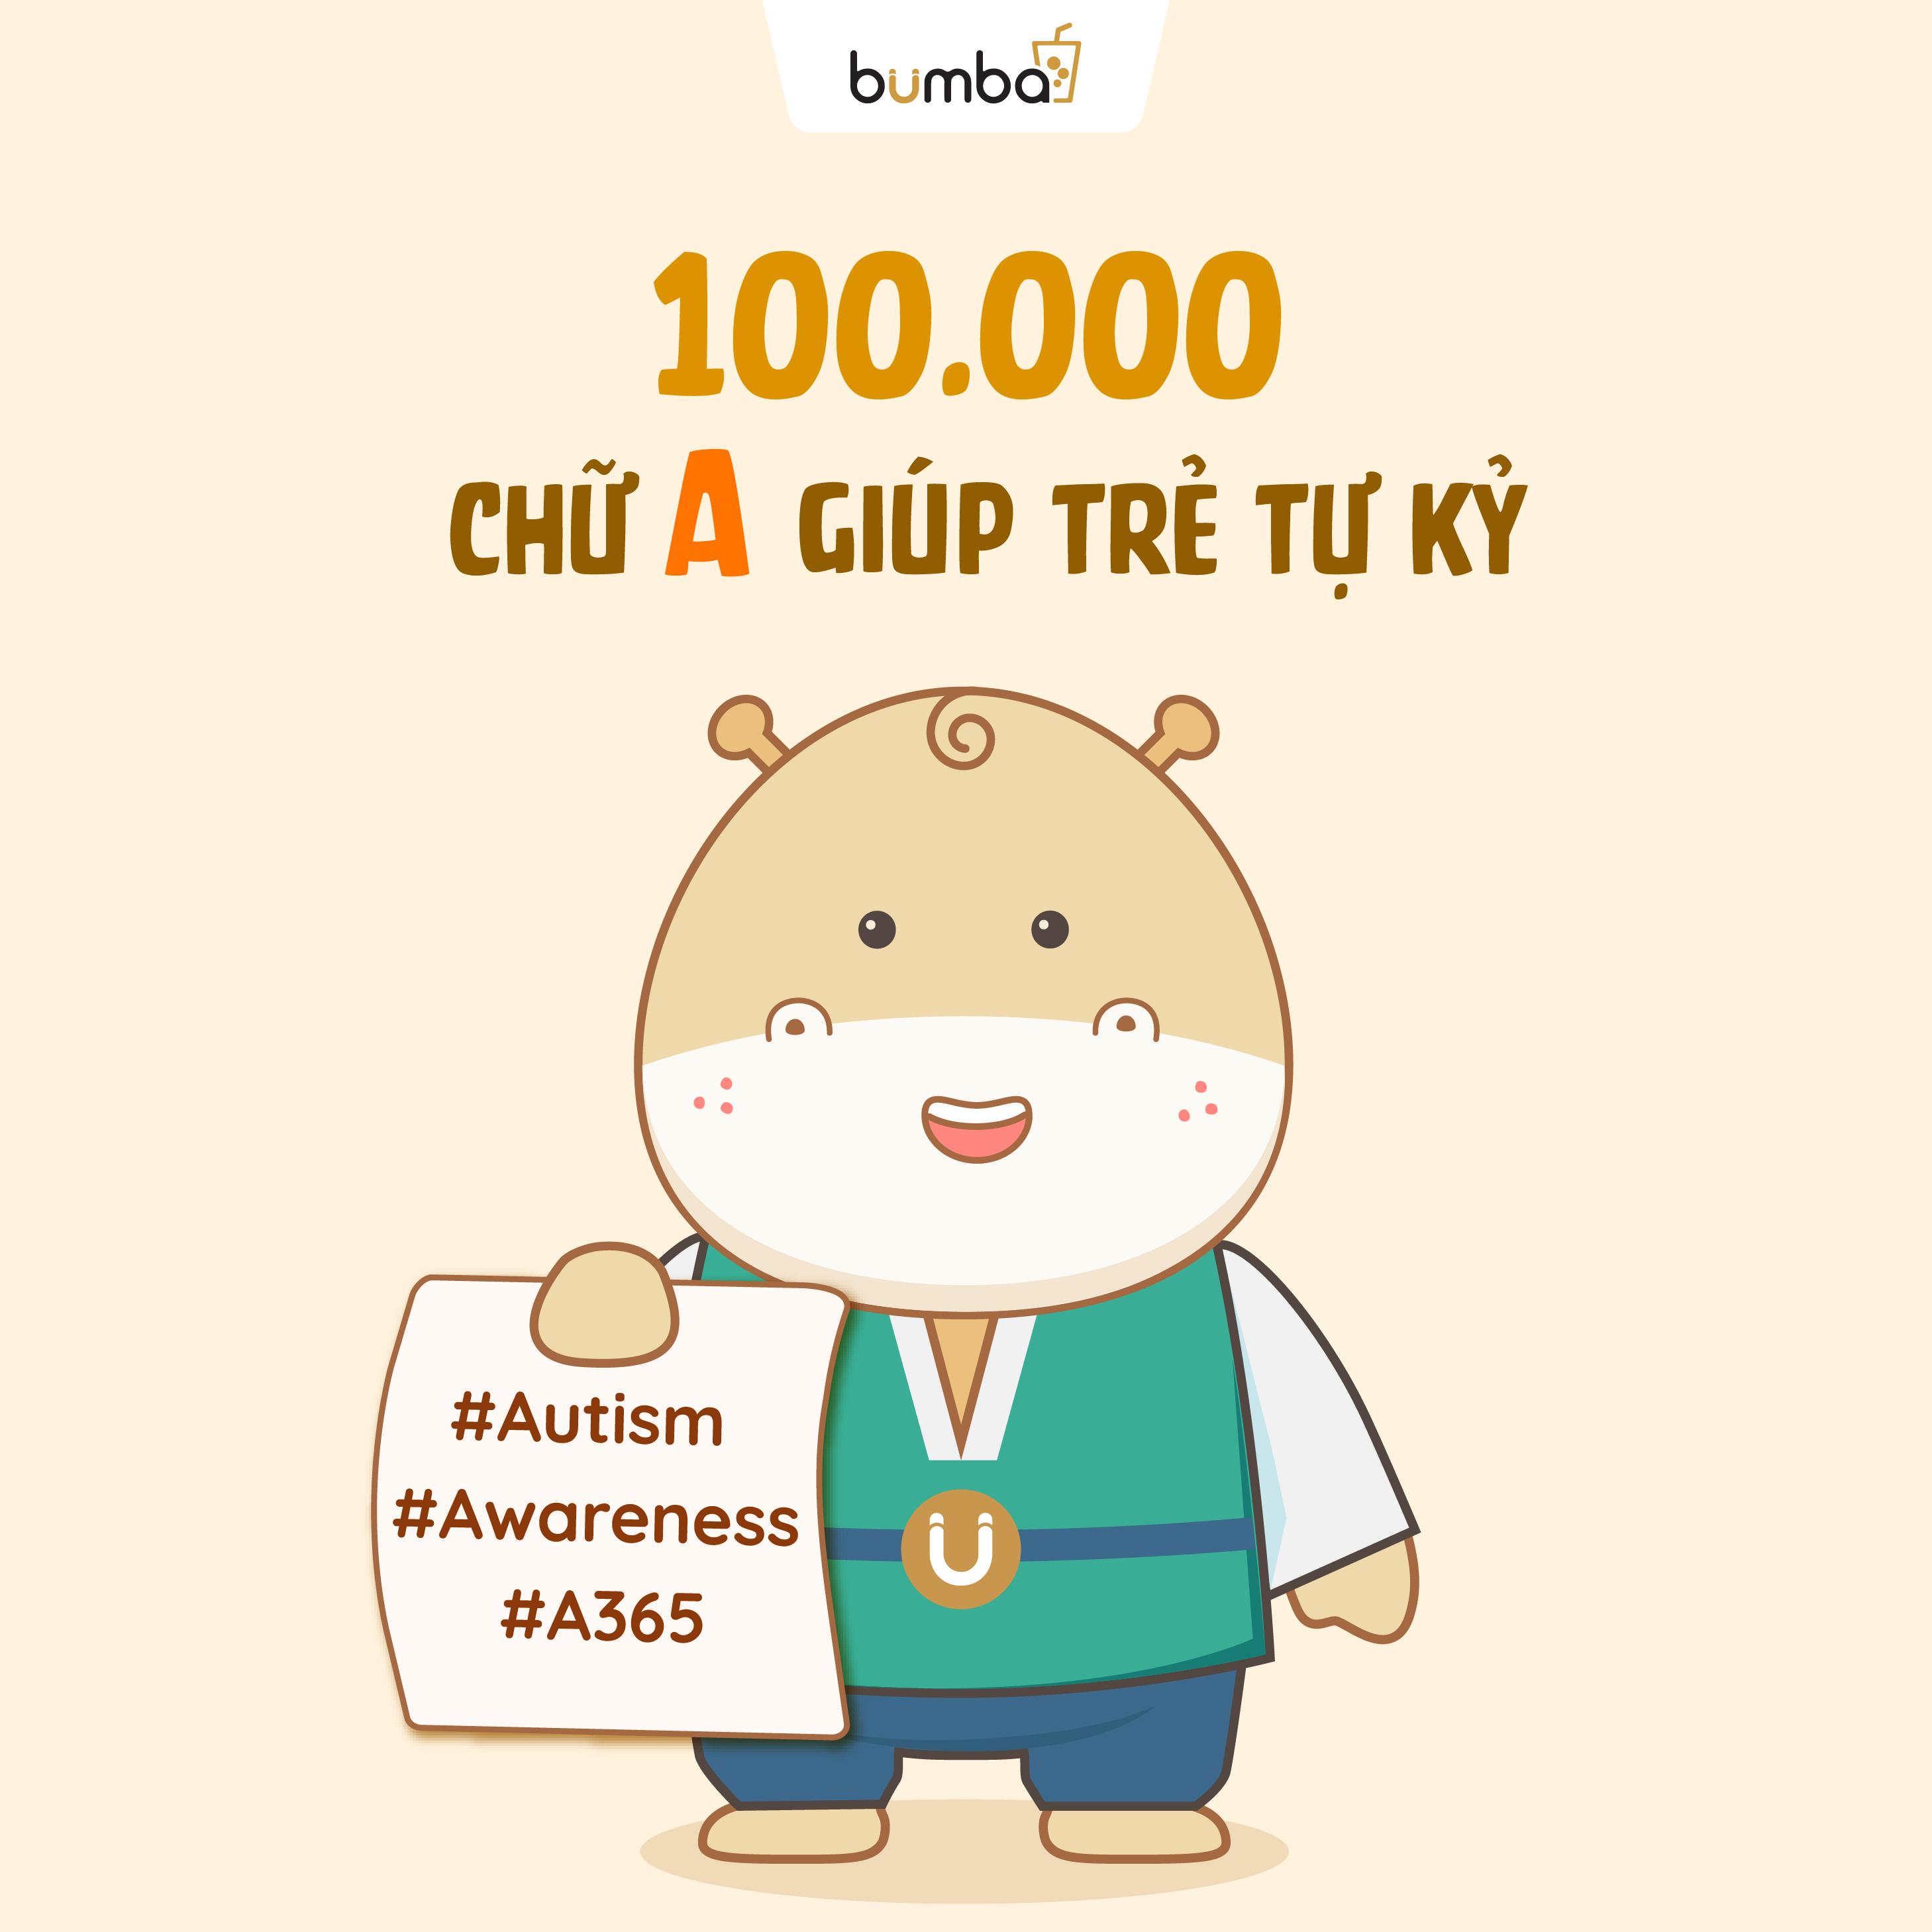 bumba
100.000
CHỮ A GIÚP TRẺ TỰ KỶ
#Autism
#Awareness
#A365
U